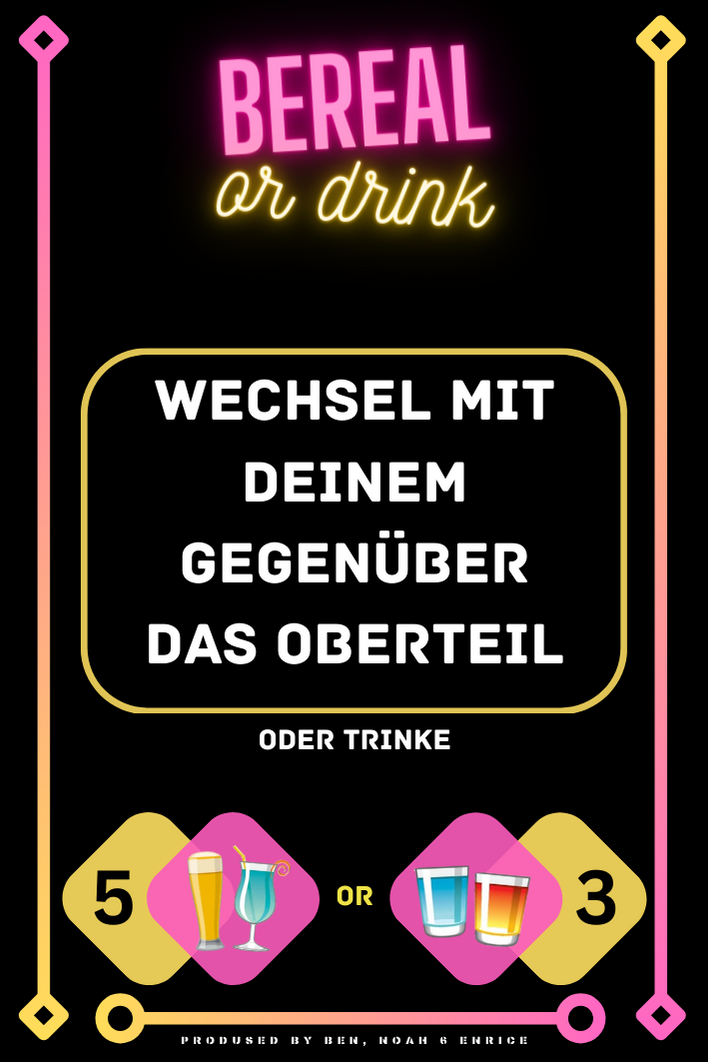 BEREAL
or drink
WECHSEL MIT
DEINEM
GEGENÜBER
DAS OBERTEIL
ODER TRINKE
5 OR 3
PRODUSED BY BEN, NOAH & ENRICE